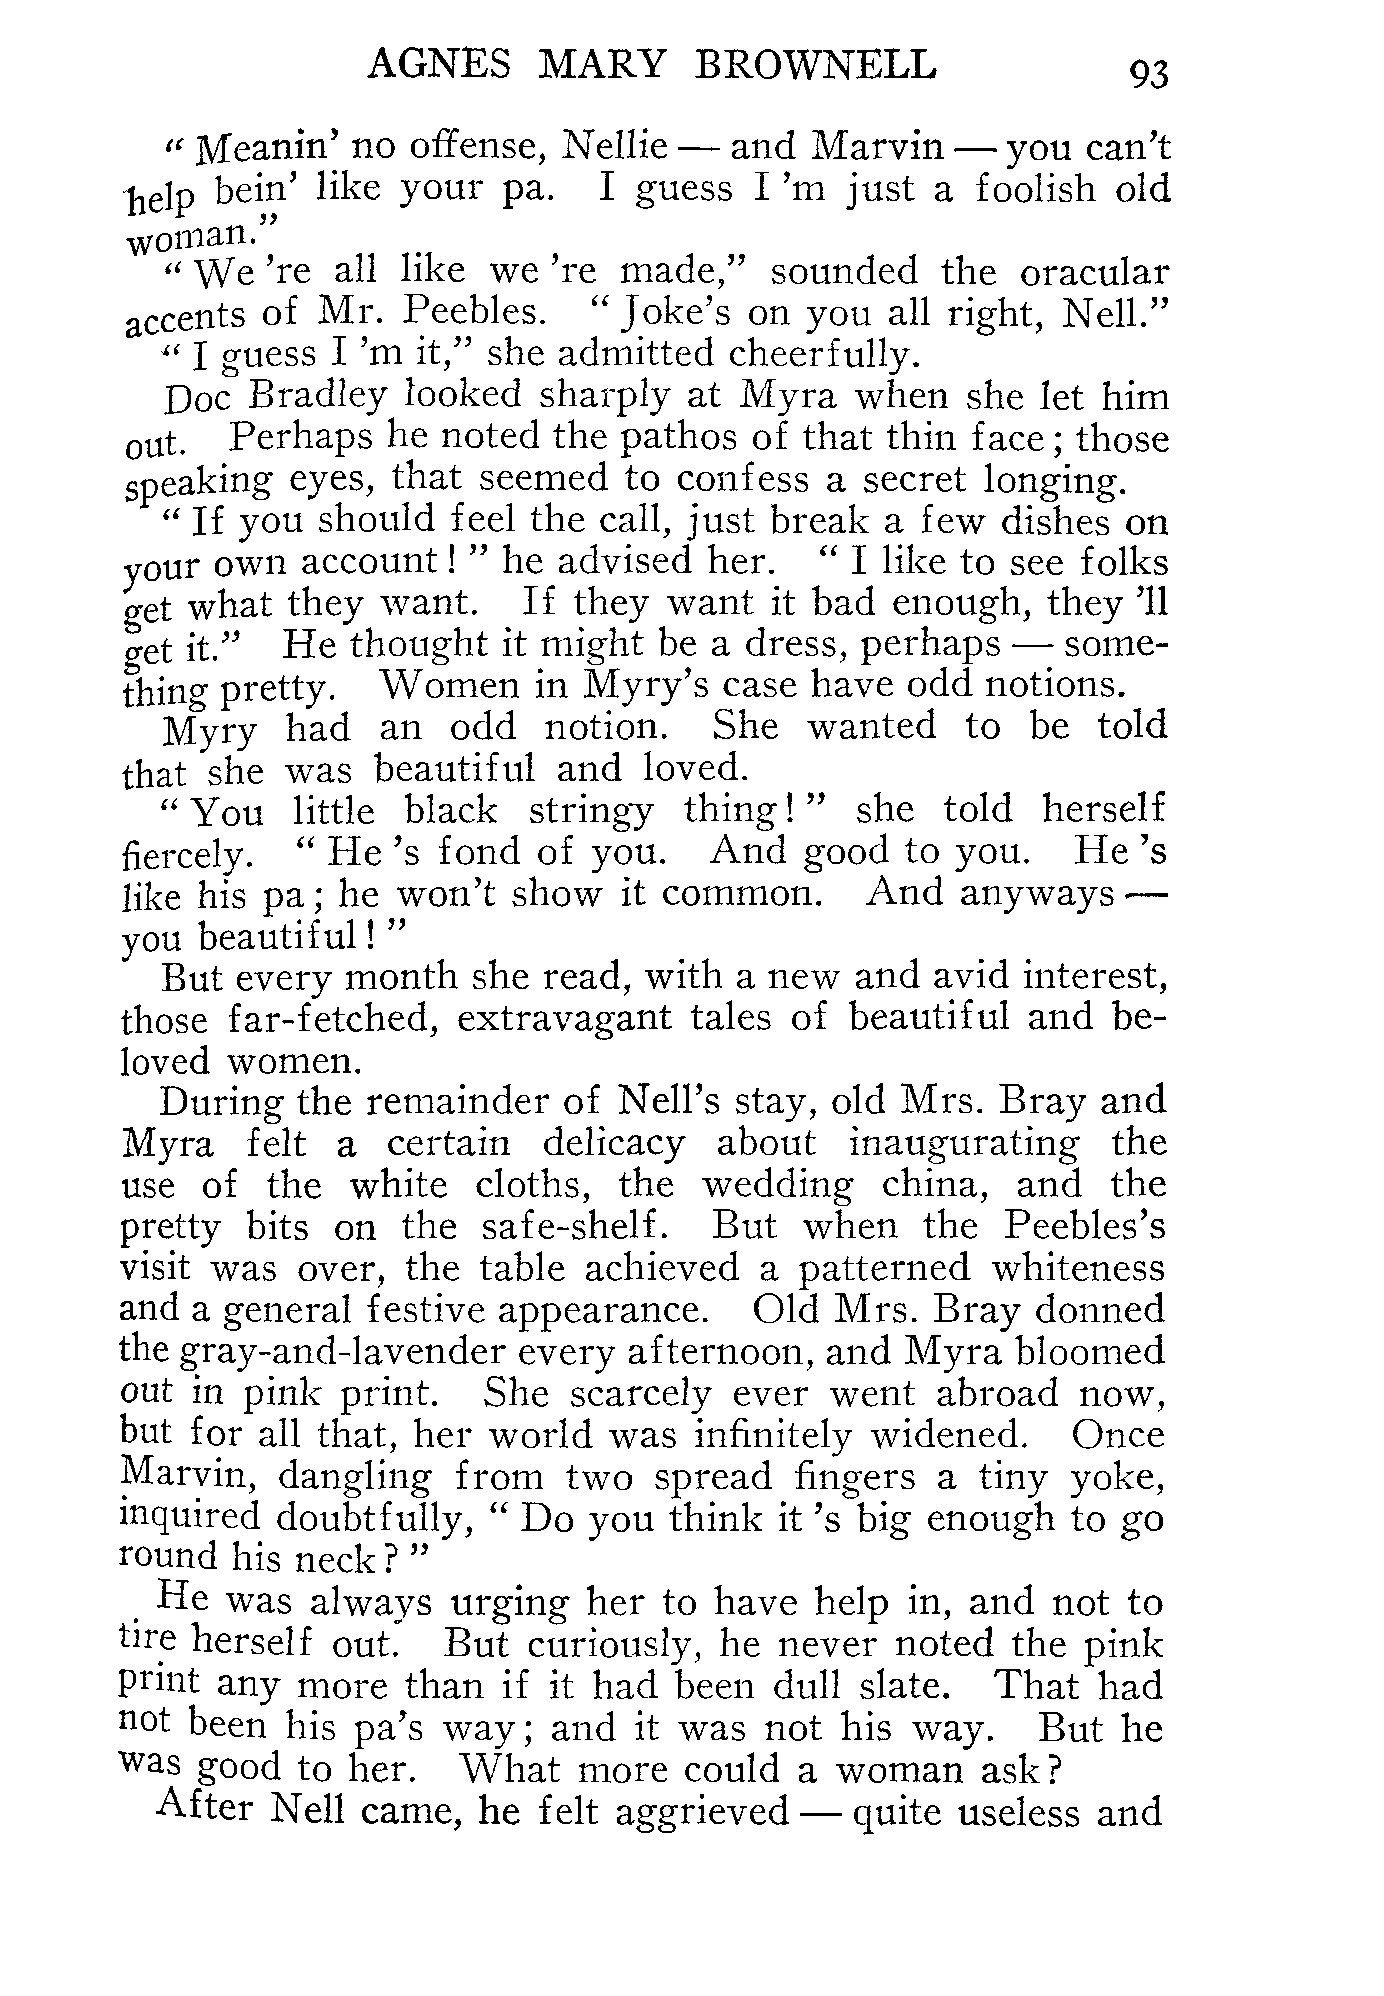 AGNES MARY BROWNELL 93
" Meanin' no offense, Nellie — and Marvin — you can't
help bein' like your pa. I guess I 'm just a foolish old
woman."
" We 're all like we 're made," sounded the oracular
accents of Mr. Peebles. " Joke's on you all right, Nell."
" I guess I 'm it," she admitted cheerfully.
Doc Bradley looked sharply at Myra when she let him
out. Perhaps he noted the pathos of that thin face ; those
speaking eyes, that seemed to confess a secret longing.
" If you should feel the call, just break a few dishes on
your own account ! " he advised her. " I like to see folks
get what they want. If they want it bad enough, they 'll
get it." He thought it might be a dress, perhaps — some-
thing pretty. Women in Myry's case have odd notions.
Myry had an odd notion. She wanted to be told
that she was beautiful and loved.
" You little black stringy thing ! " she told herself
fiercely. " He 's fond of you. And good to you. He 's
like his pa ; he won't show it common. And anyways —
you beautiful ! "
But every month she read, with a new and avid interest,
those far-fetched, extravagant tales of beautiful and be-
loved women.
During the remainder of Nell's stay, old Mrs. Bray and
Myra felt a certain delicacy about inaugurating the
use of the white cloths, the wedding china, and the
pretty bits on the safe-shelf. But when the Peebles's
visit was over, the table achieved a patterned whiteness
and a general festive appearance. Old Mrs. Bray donned
the gray-and-lavender every afternoon, and Myra bloomed
out in pink print. She scarcely ever went abroad now,
but for all that, her world was infinitely widened. Once
Marvin, dangling from two spread fingers a tiny yoke,
inquired doubtfully, " Do you think it 's big enough to go
round his neck ? "
He was always urging her to have help in, and not to
tire herself out. But curiously, he never noted the pink
print any more than if it had been dull slate. That had
not been his pa's way ; and it was not his way. But he
was good to her. What more could a woman ask ?
After Nell came, he felt aggrieved — quite useless and